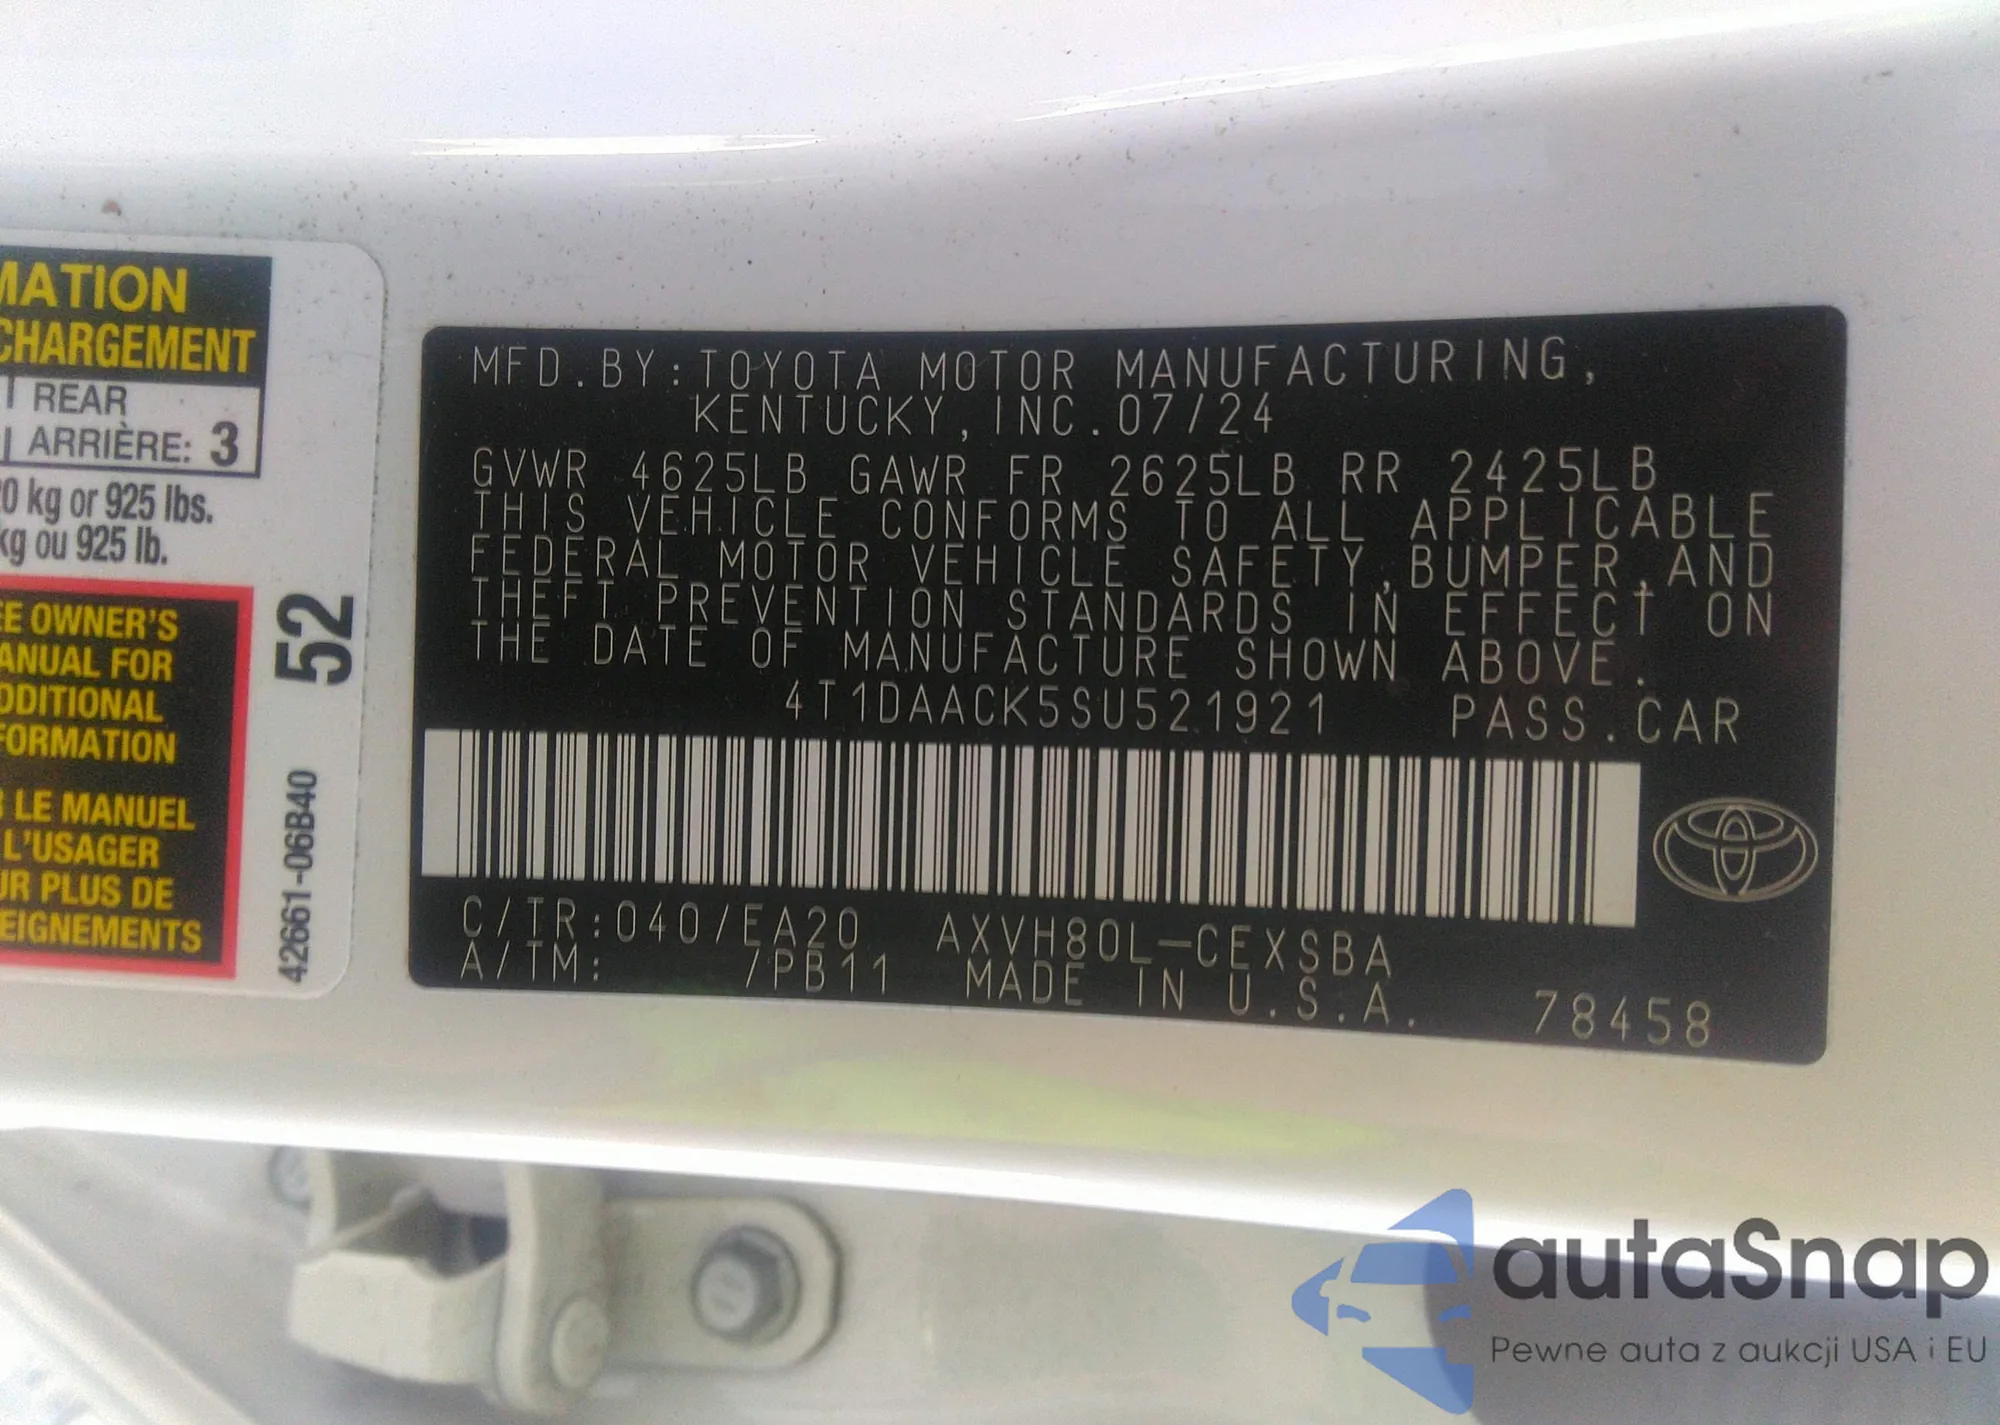 MATION
CHARGEMENT
REAR
ARRIÈRE: 3
0 kg or 925 lbs.
kg ou 925 lb.
EE OWNER'S
ANUAL FOR
DDITIONAL
FORMATION
R LE MANUEL
L'USAGER
UR PLUS DE
EIGNEMENTS
52
42661-06B40
MFD.BY:TOYOTA MOTOR MANUFACTURING,
KENTUCKY,INC.07/24
GVWR 4625LB GAWR FR 2625LB RR 2425LB
THIS VEHICLE CONFORMS TO ALL APPLICABLE
FEDERAL MOTOR VEHICLE SAFETY,BUMPER,AND
THEFT PREVENTION STANDARDS IN EFFECT ON
THE DATE OF MANUFACTURE SHOWN ABOVE.
4T1DAACK5SU521921 PASS.CAR
C/TR:040/EA20 AXVH80L-CEXSBA
A/TM: /PB11 MADE IN U.S.A. 78458
autaSnap
Pewne auta z aukcji USA i EU